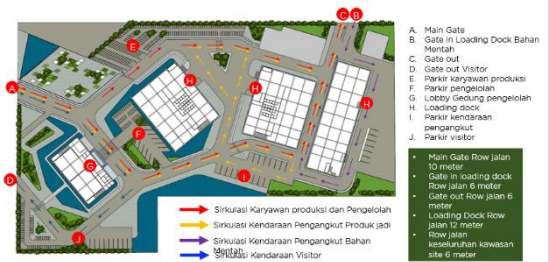 C B
E
A
H
H
H
F
G
D
I
J
Sirkulasi Karyawan produksi dan Pengelolah
Sirkulasi Kendaraan Pengangkut Produk jadi
Sirkulasi Kendaraan Pengangkut Bahan
Mentah
Sirkulasi Kendaraan Visitor
A. Main Gate
B. Gate in Loading Dock Bahan
Mentah
C. Gate out
D. Gate out Visitor
E. Parkir karyawan produksi
F. Parkir pengelolah
G. Lobby Gedung pengelolah
H. Loading dock
I. Parkir kendaraan
pengangkut
J. Parkir visitor
• Main Gate Row jalan
10 meter
• Gate in loading dock
Row jalan 6 meter
• Gate out Row jalan 6
meter
• Loading Dock Row
jalan 12 meter
• Row jalan
keseluruhan kawasan
site 6 meter